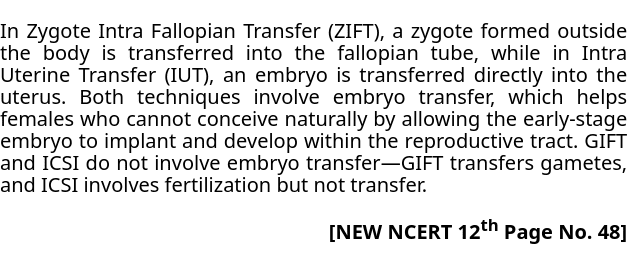 In Zygote Intra Fallopian Transfer (ZIFT), a zygote formed outside
the body is transferred into the fallopian tube, while in Intra
Uterine Transfer (IUT), an embryo is transferred directly into the
uterus. Both techniques involve embryo transfer, which helps
females who cannot conceive naturally by allowing the early-stage
embryo to implant and develop within the reproductive tract. GIFT
and ICSI do not involve embryo transfer—GIFT transfers gametes,
and ICSI involves fertilization but not transfer.
[NEW NCERT 12th Page No. 48]